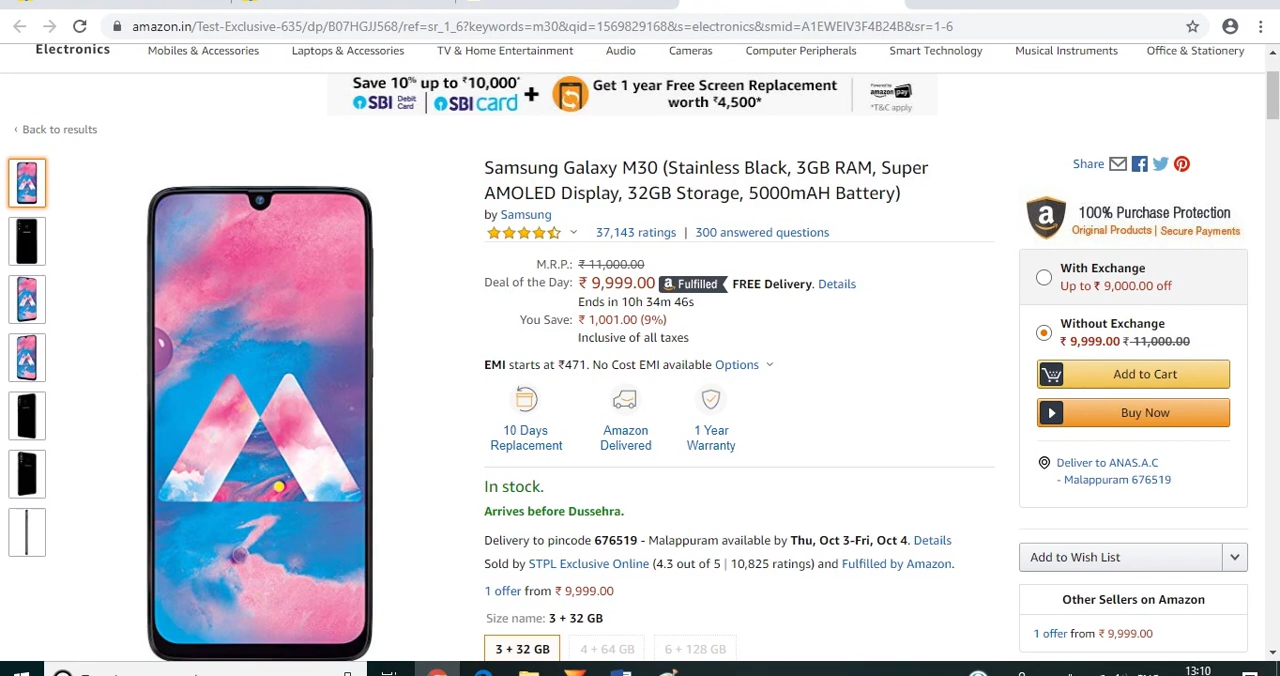 amazon.in/Test-Exclusive-635/dp/B07HGJJ568/ref=sr_1_6?keywords=m30&qid=1569829168&s=electronics&smid=A1EWEIV3F4B24B&sr=1-6
Electronics Mobiles & Accessories Laptops & Accessories TV & Home Entertainment Audio Cameras Computer Peripherals Smart Technology Musical Instruments Office & Stationery
Save 10% up to ₹10,000*
SBI Debit Card | SBI card + Get 1 year Free Screen Replacement
worth ₹4,500*
Powered by amazon pay
*T&C apply
‹ Back to results
Samsung Galaxy M30 (Stainless Black, 3GB RAM, Super
AMOLED Display, 32GB Storage, 5000mAH Battery)
by Samsung
37,143 ratings | 300 answered questions
M.R.P.: ₹ 11,000.00
Deal of the Day: ₹ 9,999.00 a Fulfilled FREE Delivery. Details
Ends in 10h 34m 46s
You Save: ₹ 1,001.00 (9%)
Inclusive of all taxes
EMI starts at ₹471. No Cost EMI available Options
10 Days
Replacement
Amazon
Delivered
1 Year
Warranty
In stock.
Arrives before Dussehra.
Delivery to pincode 676519 - Malappuram available by Thu, Oct 3-Fri, Oct 4. Details
Sold by STPL Exclusive Online (4.3 out of 5 | 10,825 ratings) and Fulfilled by Amazon.
1 offer from ₹ 9,999.00
Size name: 3 + 32 GB
3 + 32 GB 4 + 64 GB 6 + 128 GB
Share
a 100% Purchase Protection
Original Products | Secure Payments
With Exchange
Up to ₹ 9,000.00 off
Without Exchange
₹ 9,999.00 ₹ 11,000.00
Add to Cart
Buy Now
Deliver to ANAS.A.C
- Malappuram 676519
Add to Wish List
Other Sellers on Amazon
1 offer from ₹ 9,999.00
13:10